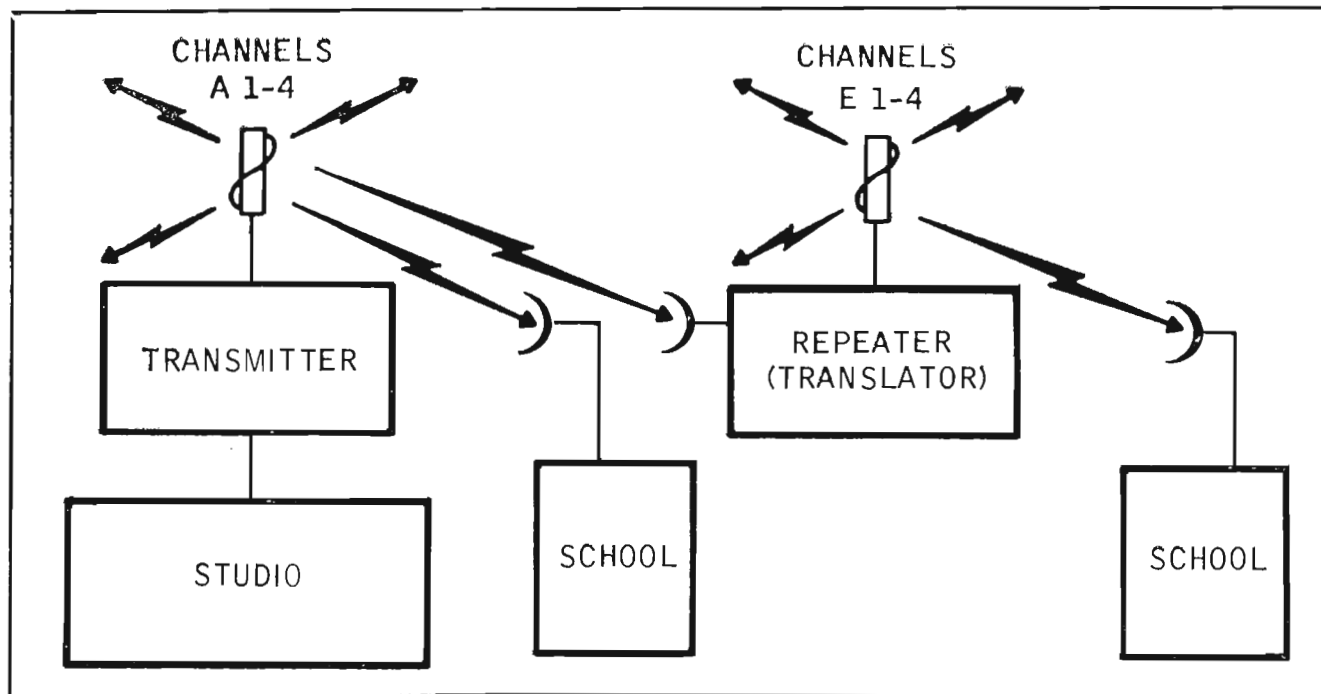 CHANNELS
A 1-4
CHANNELS
E 1-4
TRANSMITTER
REPEATER
(TRANSLATOR)
STUDIO
SCHOOL
SCHOOL